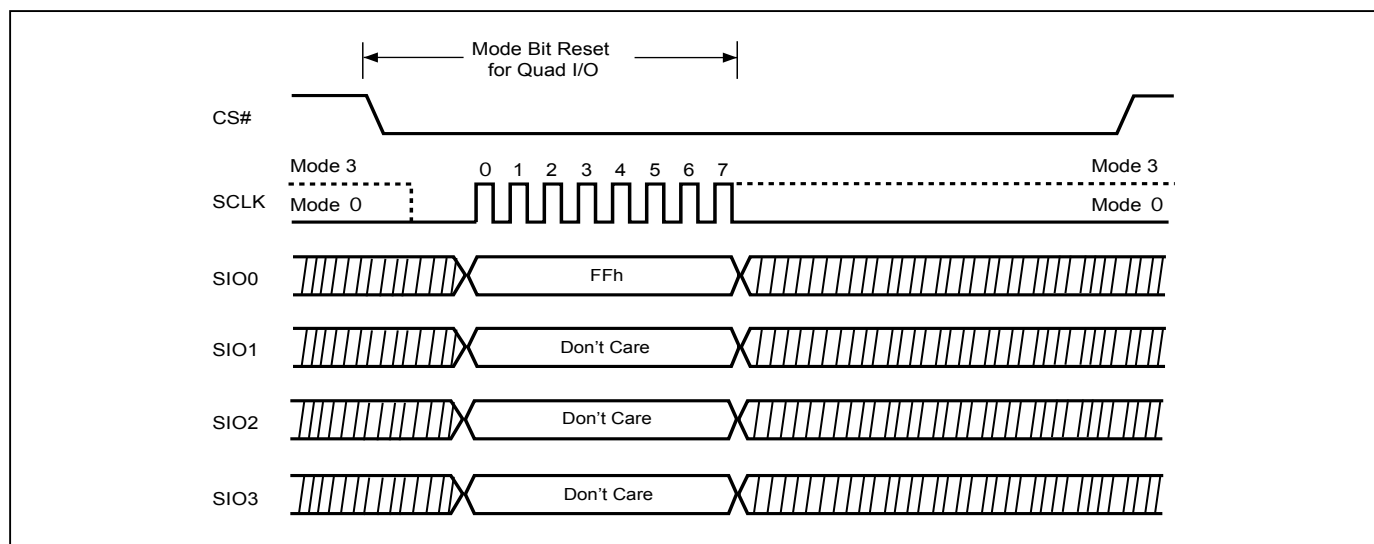 Mode Bit Reset
for Quad I/O
CS#
Mode 3
0 1 2 3 4 5 6 7
Mode 3
SCLK
Mode 0
Mode 0
SIO0
FFh
SIO1
Don't Care
SIO2
Don't Care
SIO3
Don't Care